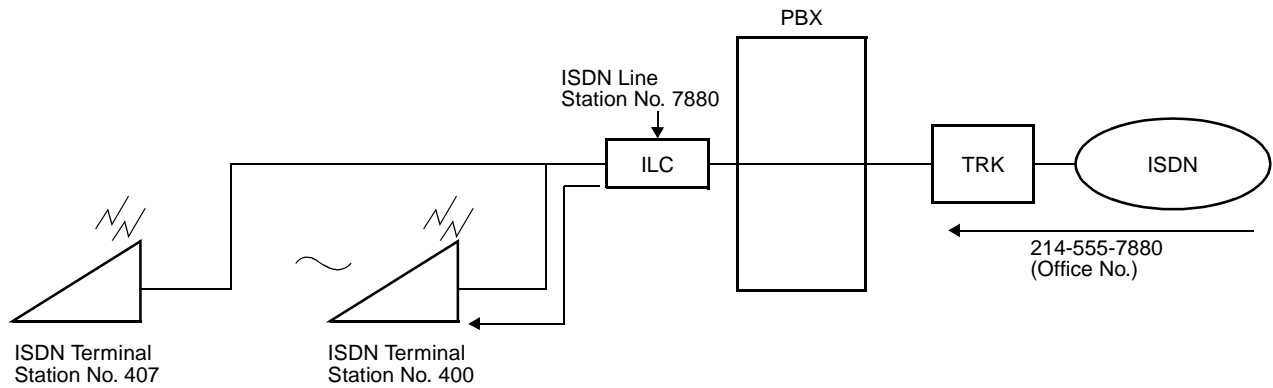 PBX
ISDN Line
Station No. 7880
ILC
TRK
ISDN
214-555-7880
(Office No.)
ISDN Terminal
Station No. 407
ISDN Terminal
Station No. 400